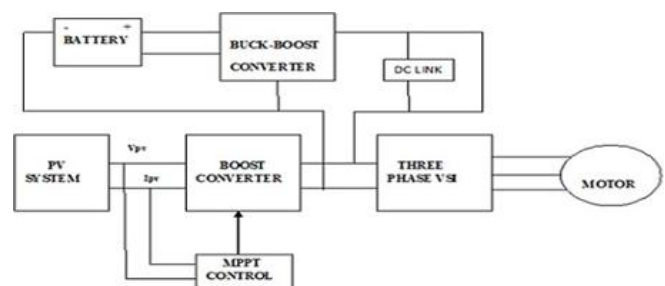 - +
BATTERY
BUCK-BOOST
CONVERTER
DC LINK
Vpv
PV
SYSTEM
Ipv
BOOST
CONVERTER
THREE
PHASE VSI
MOTOR
MPPT
CONTROL